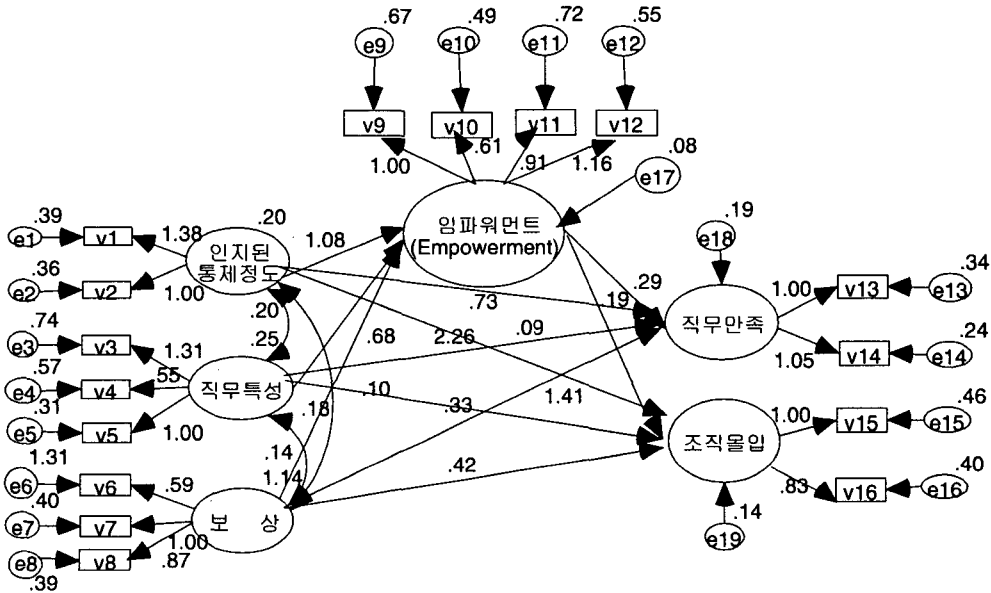 .67
.49
.72
.55
e9
e10
e11
e12
v9
v10
v11
v12
1.00
.61
.91
1.16
.08
e17
임파워먼트
(Empowerment)
.39
e1
v1
1.38
.20
인지된
통제정도
1.08
.36
e2
v2
1.00
.19
e18
.29
.19
.73
직무만족
1.00
v13
.34
e13
1.05
v14
.24
e14
.20
.25
.68
2.26
.09
.74
e3
v3
1.31
.57
e4
v4
.55
직무특성
.31
e5
v5
1.00
.18
.10
.33
1.41
.14
1.14
.42
조직몰입
1.00
v15
.46
e15
.83
v16
.40
e16
1.31
e6
v6
.59
.40
e7
v7
1.00
보 상
e8
v8
.87
.39
.14
e19